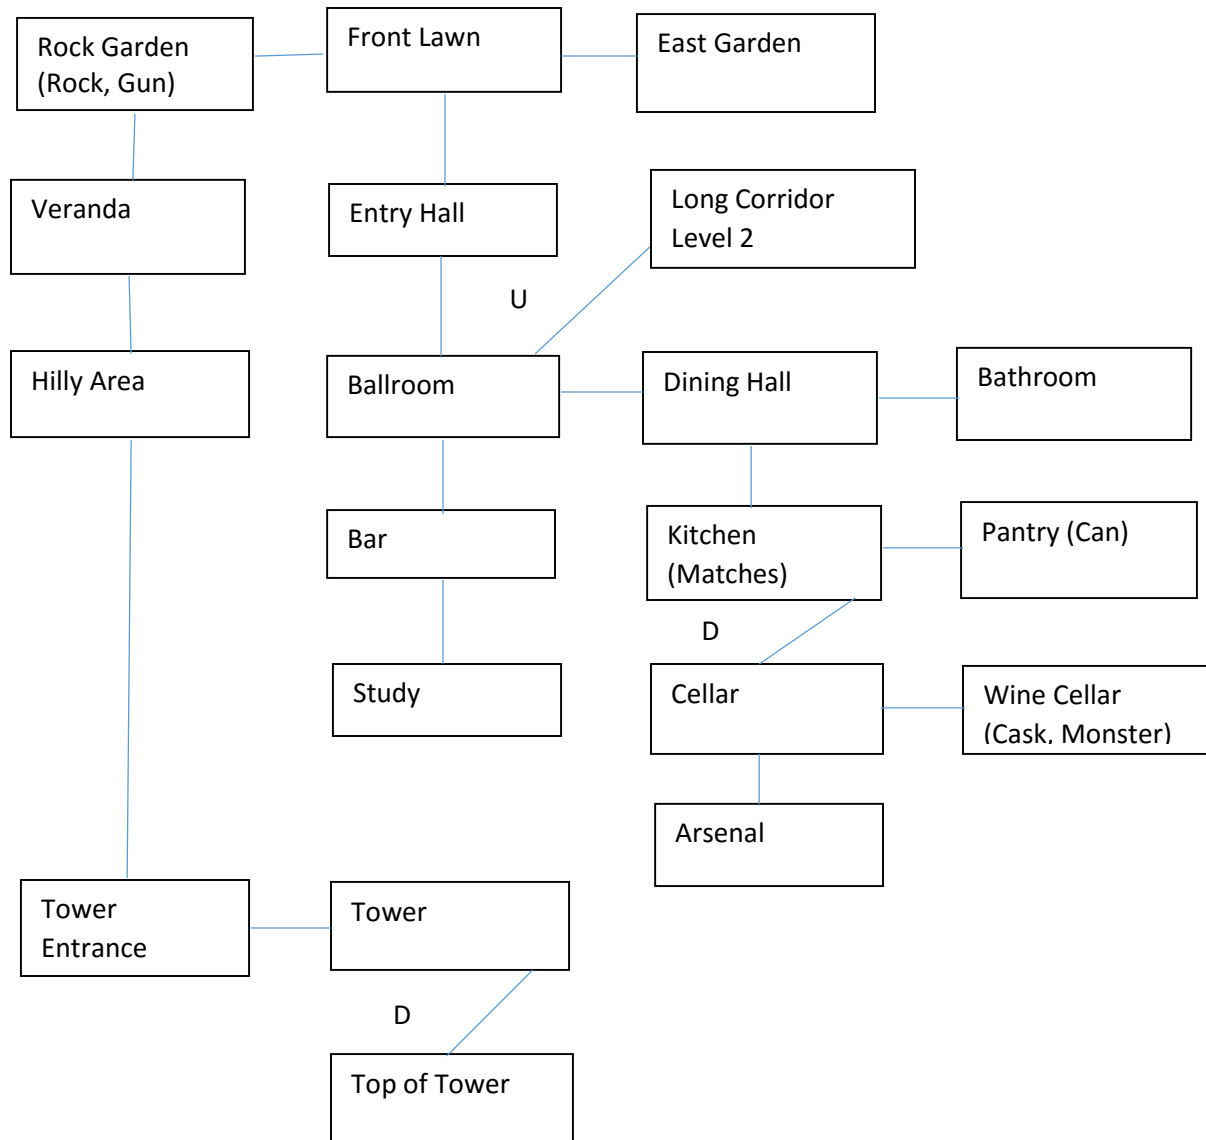 Rock Garden
(Rock, Gun)
Front Lawn
East Garden
Veranda
Entry Hall
Long Corridor
Level 2
U
Hilly Area
Ballroom
Dining Hall
Bathroom
Bar
Kitchen
(Matches)
Pantry (Can)
D
Study
Cellar
Wine Cellar
(Cask, Monster)
Arsenal
Tower
Entrance
Tower
D
Top of Tower